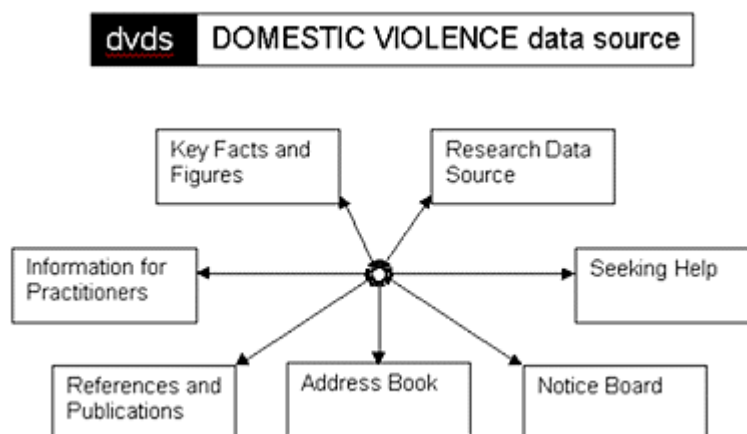 dvds DOMESTIC VIOLENCE data source
Key Facts and
Figures
Research Data
Source
Information for
Practitioners
Seeking Help
References and
Publications
Address Book
Notice Board